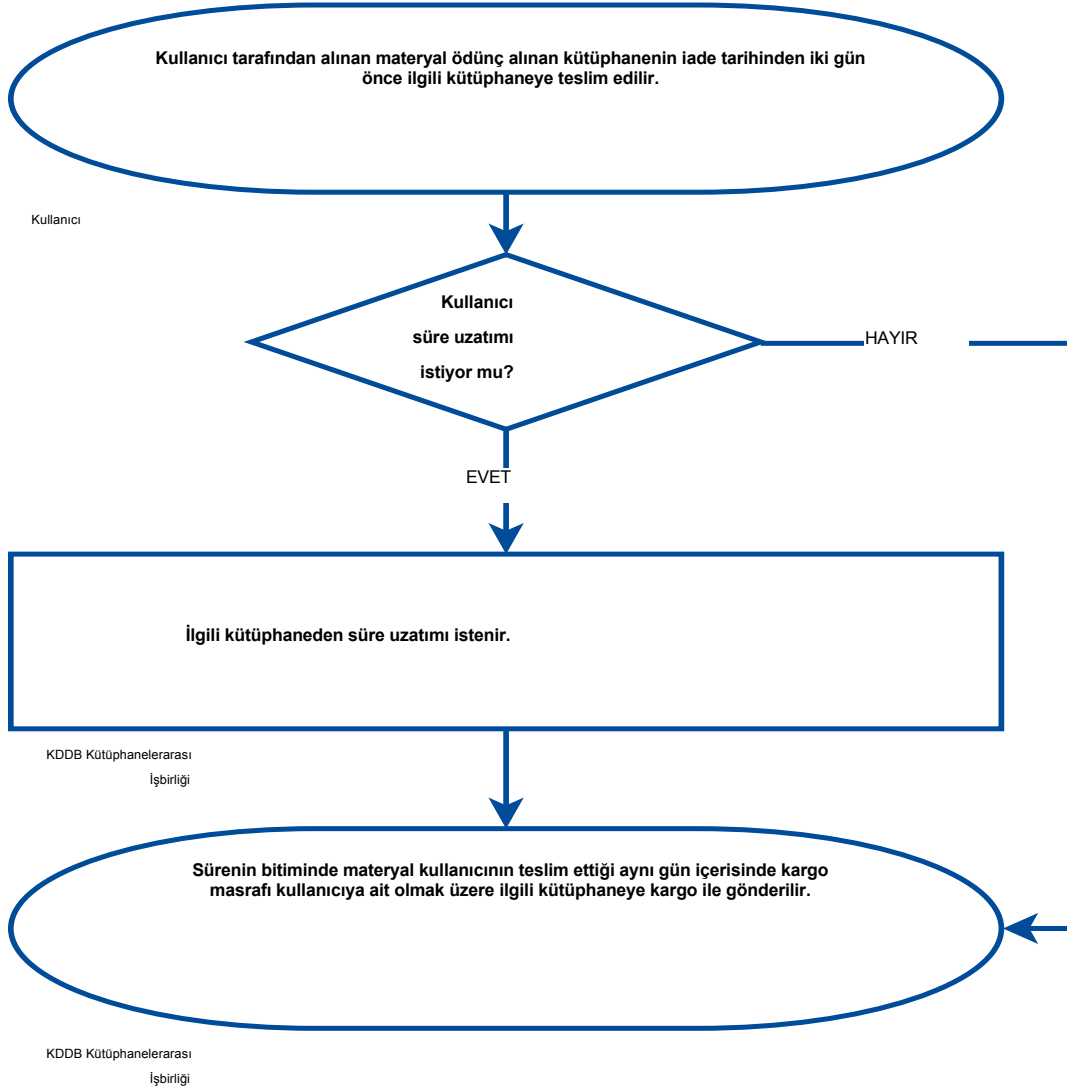 Kullanıcı tarafından alınan materyal ödünç alınan kütüphanenin iade tarihinden iki gün
önce ilgili kütüphaneye teslim edilir.
Kullanıcı
Kullanıcı
süre uzatımı
istiyor mu?
HAYIR
EVET
İlgili kütüphaneden süre uzatımı istenir.
KDDB Kütüphanelerarası
İşbirliği
Sürenin bitiminde materyal kullanıcının teslim ettiği aynı gün içerisinde kargo
masrafı kullanıcıya ait olmak üzere ilgili kütüphaneye kargo ile gönderilir.
KDDB Kütüphanelerarası
İşbirliği